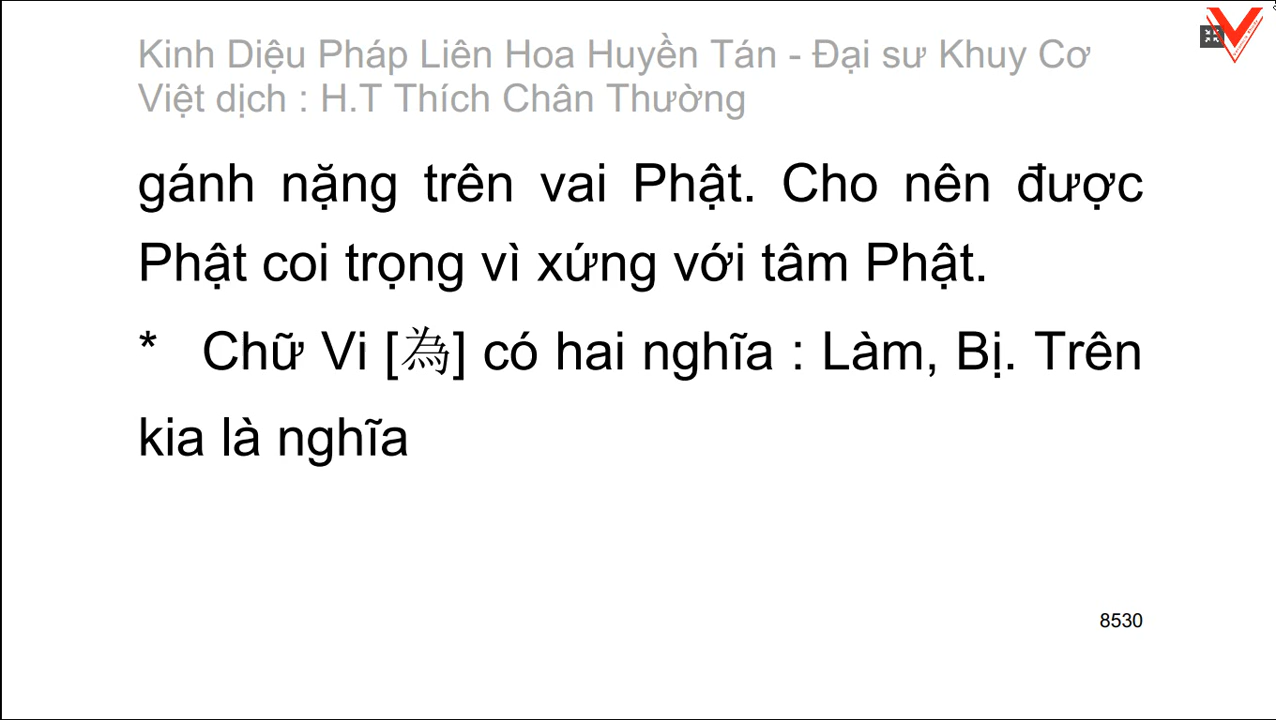 Kinh Diệu Pháp Liên Hoa Huyền Tán - Đại sư Khuy Cơ
Việt dịch : H.T Thích Chân Thường
gánh nặng trên vai Phật. Cho nên được
Phật coi trọng vì xứng với tâm Phật.
* Chữ Vi [為] có hai nghĩa : Làm, Bị. Trên
kia là nghĩa
8530